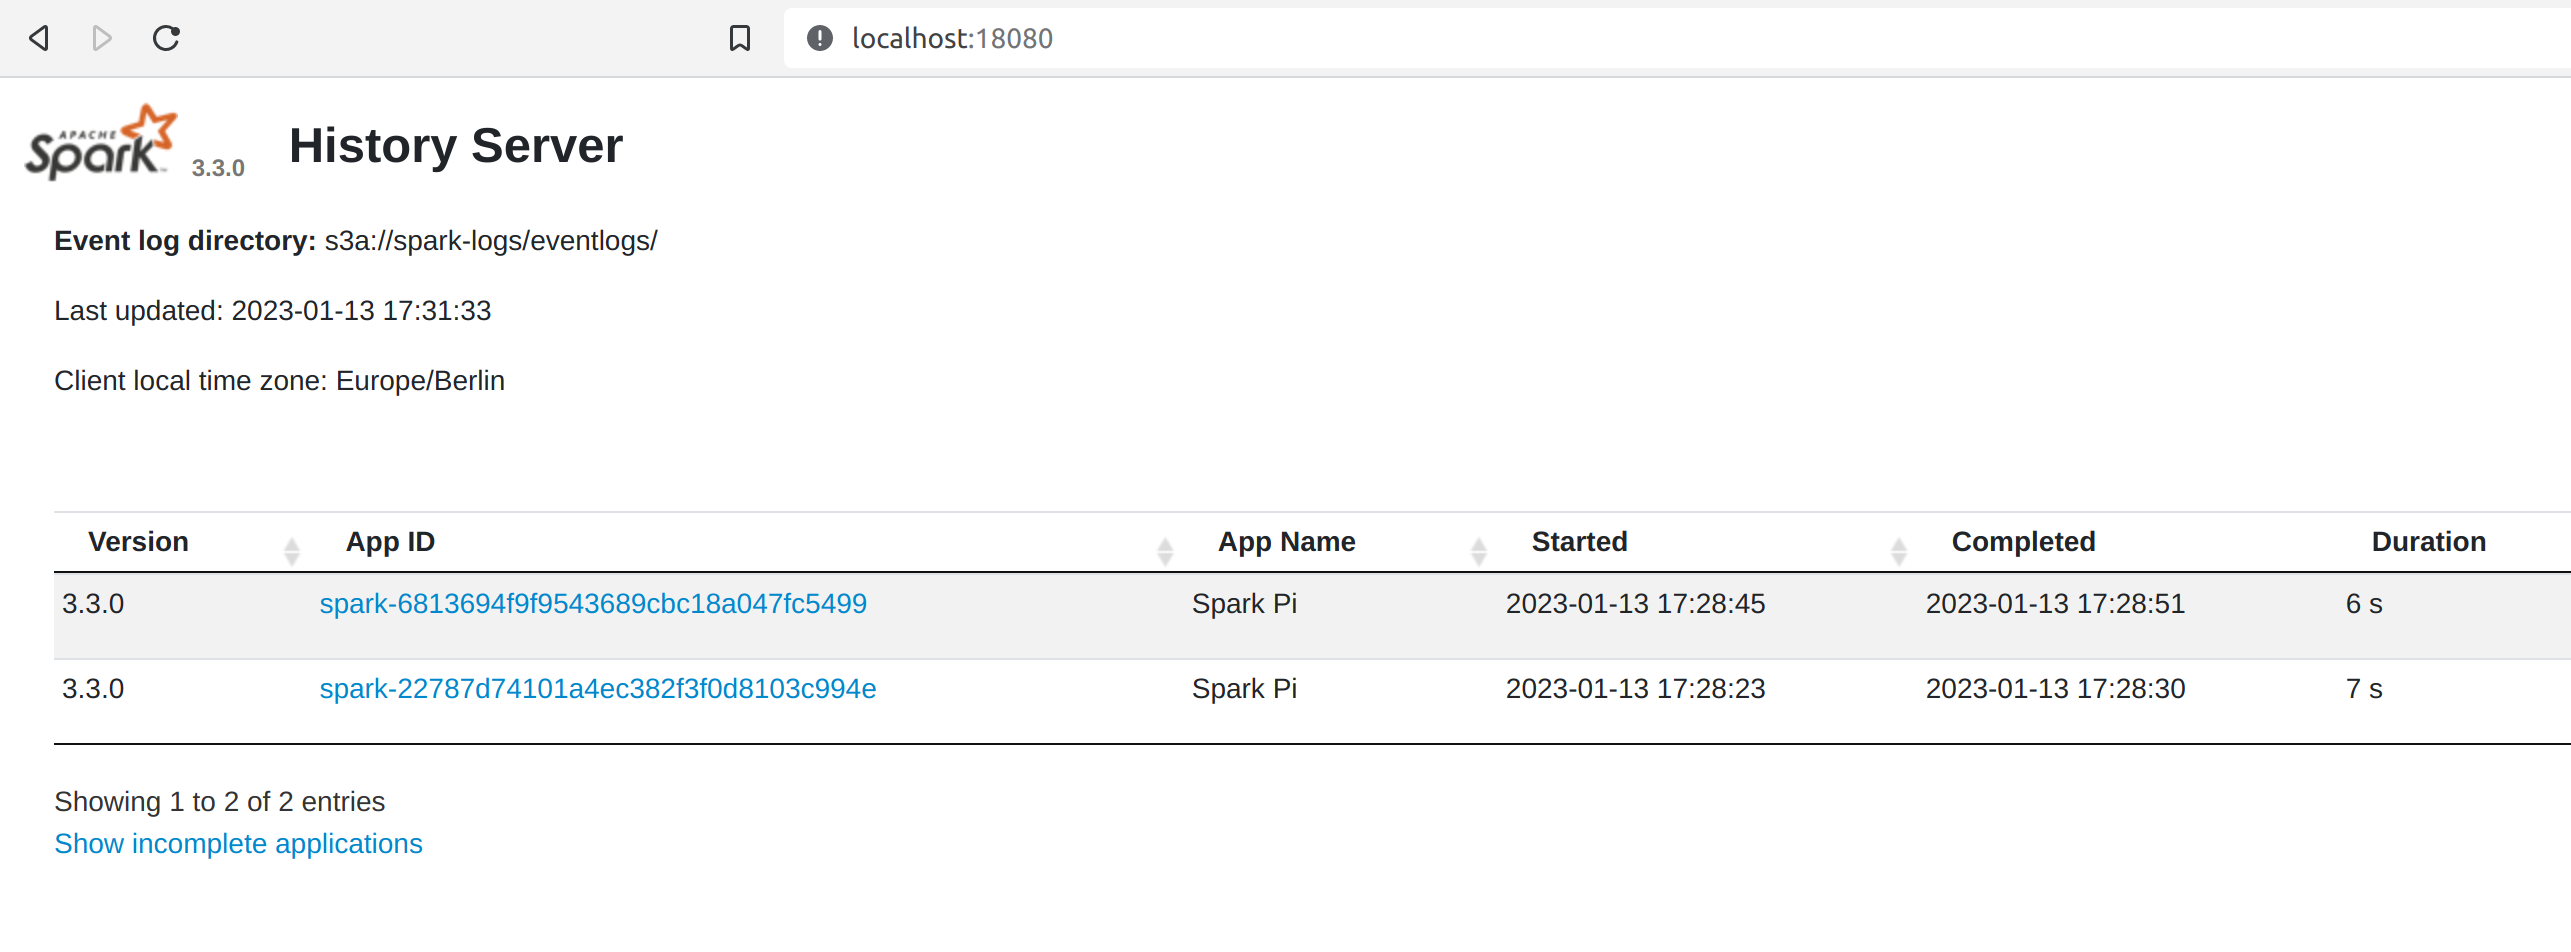 localhost:18080
APACHE Spark™ 3.3.0 History Server
Event log directory: s3a://spark-logs/eventlogs/
Last updated: 2023-01-13 17:31:33
Client local time zone: Europe/Berlin
Version App ID App Name Started Completed Duration
3.3.0 spark-6813694f9f9543689cbc18a047fc5499 Spark Pi 2023-01-13 17:28:45 2023-01-13 17:28:51 6 s
3.3.0 spark-22787d74101a4ec382f3f0d8103c994e Spark Pi 2023-01-13 17:28:23 2023-01-13 17:28:30 7 s
Showing 1 to 2 of 2 entries
Show incomplete applications